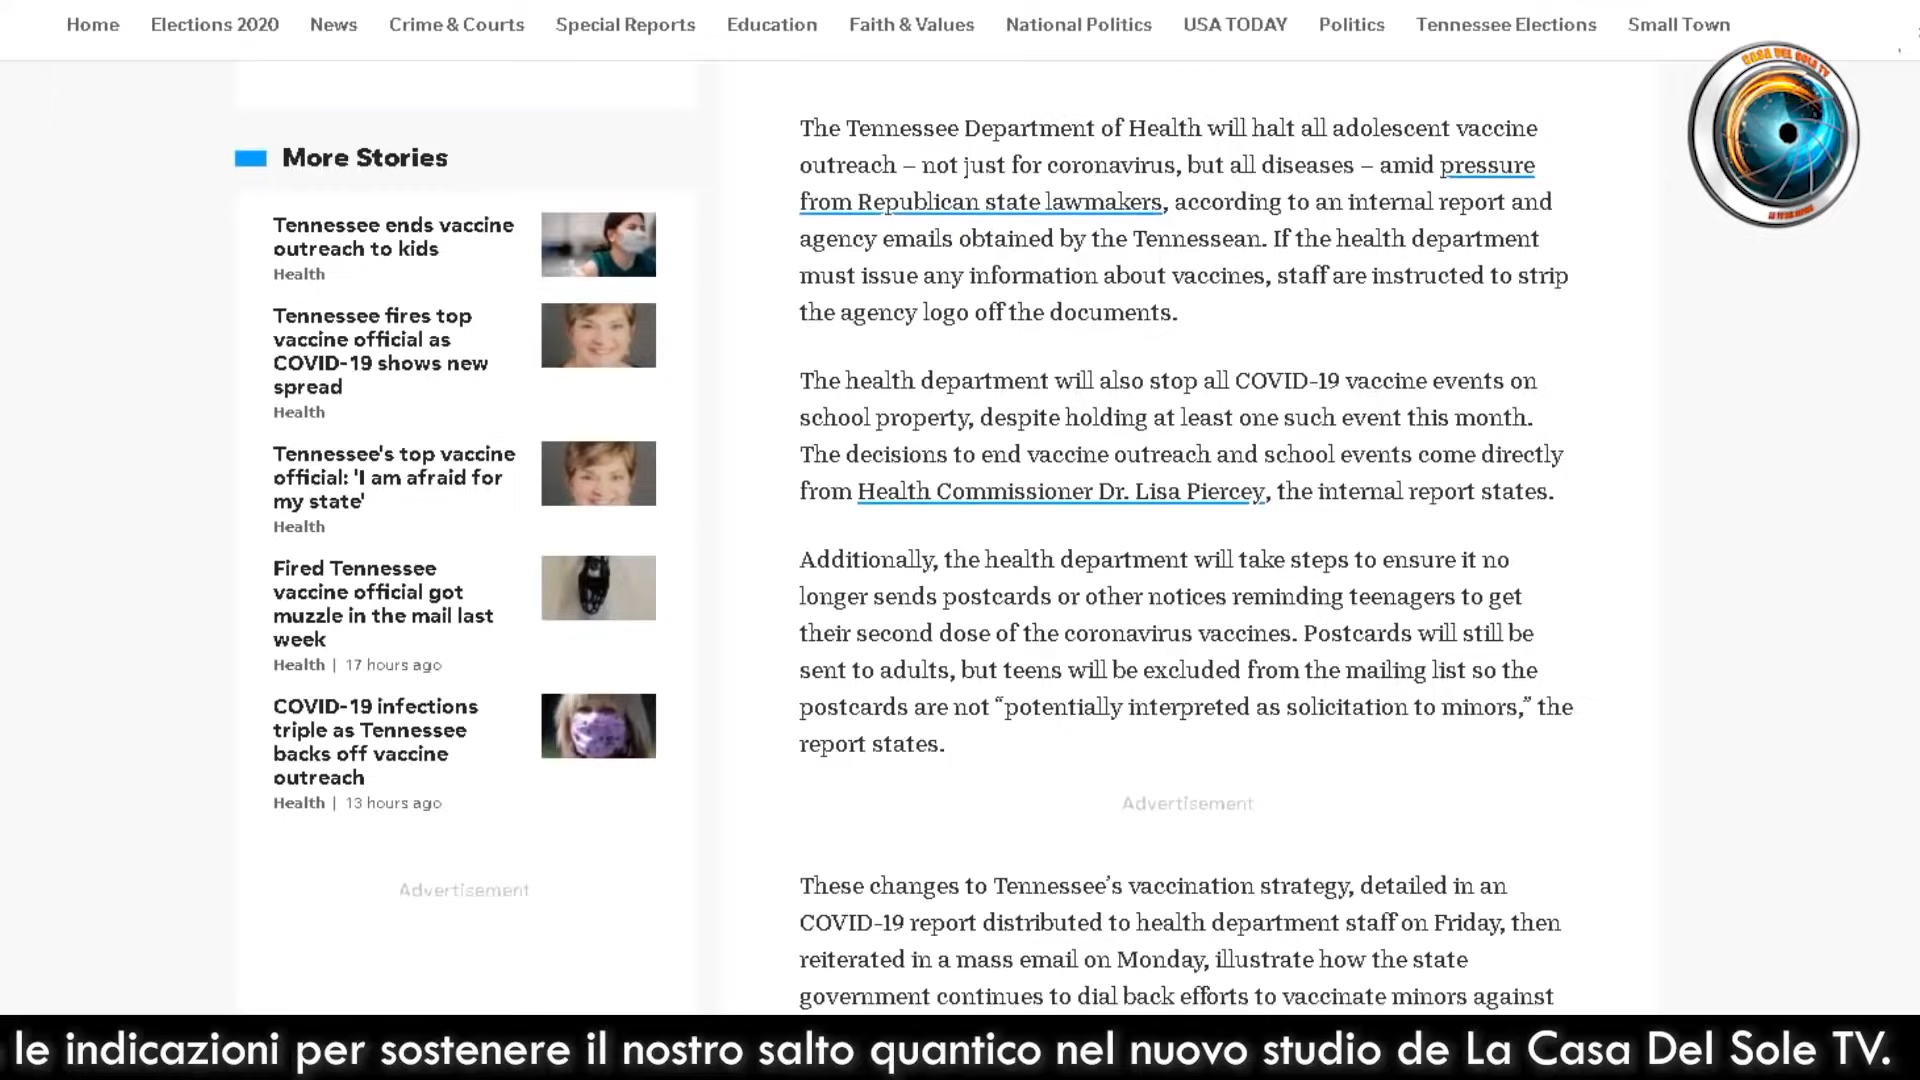 Home Elections 2020 News Crime & Courts Special Reports Education Faith & Values National Politics USA TODAY Politics Tennessee Elections Small Town
CASA DEL SOLE TV
More Stories
Tennessee ends vaccine
outreach to kids
Health
Tennessee fires top
vaccine official as
COVID-19 shows new
spread
Health
Tennessee's top vaccine
official: 'I am afraid for
my state'
Health
Fired Tennessee
vaccine official got
muzzle in the mail last
week
Health | 17 hours ago
COVID-19 infections
triple as Tennessee
backs off vaccine
outreach
Health | 13 hours ago
Advertisement
The Tennessee Department of Health will halt all adolescent vaccine
outreach – not just for coronavirus, but all diseases – amid pressure
from Republican state lawmakers, according to an internal report and
agency emails obtained by the Tennessean. If the health department
must issue any information about vaccines, staff are instructed to strip
the agency logo off the documents.
The health department will also stop all COVID-19 vaccine events on
school property, despite holding at least one such event this month.
The decisions to end vaccine outreach and school events come directly
from Health Commissioner Dr. Lisa Piercey, the internal report states.
Additionally, the health department will take steps to ensure it no
longer sends postcards or other notices reminding teenagers to get
their second dose of the coronavirus vaccines. Postcards will still be
sent to adults, but teens will be excluded from the mailing list so the
postcards are not “potentially interpreted as solicitation to minors,” the
report states.
Advertisement
These changes to Tennessee’s vaccination strategy, detailed in an
COVID-19 report distributed to health department staff on Friday, then
reiterated in a mass email on Monday, illustrate how the state
government continues to dial back efforts to vaccinate minors against
le indicazioni per sostenere il nostro salto quantico nel nuovo studio de La Casa Del Sole TV.